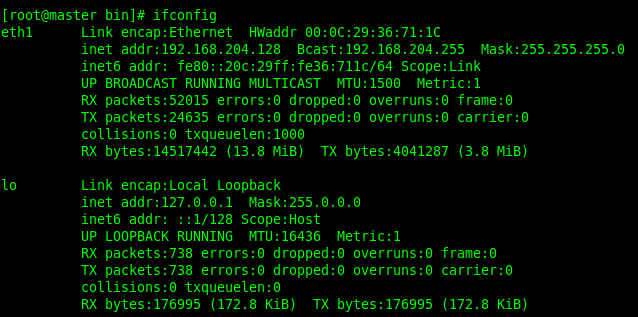 [root@master bin]# ifconfig
eth1      Link encap:Ethernet  HWaddr 00:0C:29:36:71:1C
          inet addr:192.168.204.128  Bcast:192.168.204.255  Mask:255.255.255.0
          inet6 addr: fe80::20c:29ff:fe36:711c/64 Scope:Link
          UP BROADCAST RUNNING MULTICAST  MTU:1500  Metric:1
          RX packets:52015 errors:0 dropped:0 overruns:0 frame:0
          TX packets:24635 errors:0 dropped:0 overruns:0 carrier:0
          collisions:0 txqueuelen:1000
          RX bytes:14517442 (13.8 MiB)  TX bytes:4041287 (3.8 MiB)

lo        Link encap:Local Loopback
          inet addr:127.0.0.1  Mask:255.0.0.0
          inet6 addr: ::1/128 Scope:Host
          UP LOOPBACK RUNNING  MTU:16436  Metric:1
          RX packets:738 errors:0 dropped:0 overruns:0 frame:0
          TX packets:738 errors:0 dropped:0 overruns:0 carrier:0
          collisions:0 txqueuelen:0
          RX bytes:176995 (172.8 KiB)  TX bytes:176995 (172.8 KiB)